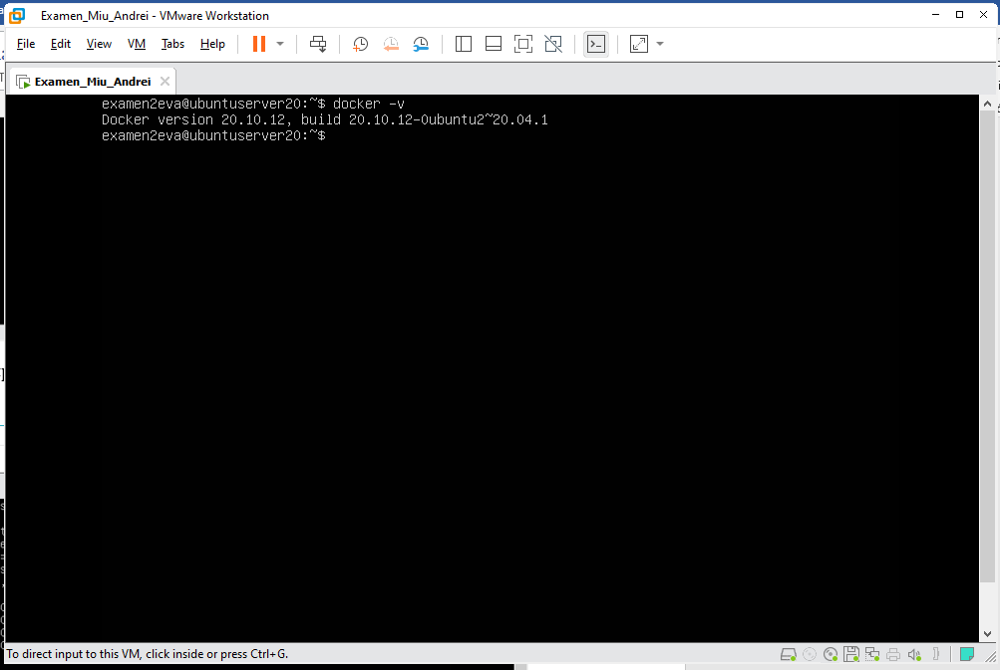 Examen_Miu_Andrei - VMware Workstation
File Edit View VM Tabs Help
Examen_Miu_Andrei
examen2eva@ubuntuserver20:~$ docker -v
Docker version 20.10.12, build 20.10.12-0ubuntu2~20.04.1
examen2eva@ubuntuserver20:~$
To direct input to this VM, click inside or press Ctrl+G.